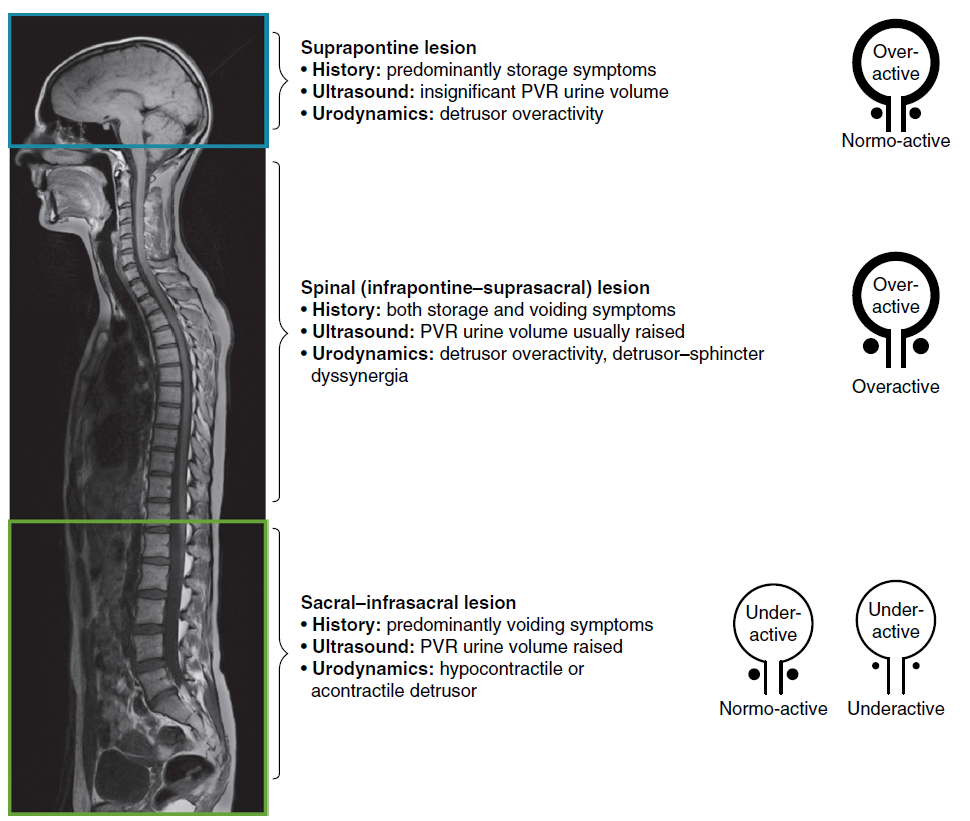 Suprapontine lesion
• History: predominantly storage symptoms
• Ultrasound: insignificant PVR urine volume
• Urodynamics: detrusor overactivity
Over-
active
Normo-active
Spinal (infrapontine–suprasacral) lesion
• History: both storage and voiding symptoms
• Ultrasound: PVR urine volume usually raised
• Urodynamics: detrusor overactivity, detrusor–sphincter
dyssynergia
Over-
active
Overactive
Sacral–infrasacral lesion
• History: predominantly voiding symptoms
• Ultrasound: PVR urine volume raised
• Urodynamics: hypocontractile or
acontractile detrusor
Under-
active
Normo-active
Under-
active
Underactive